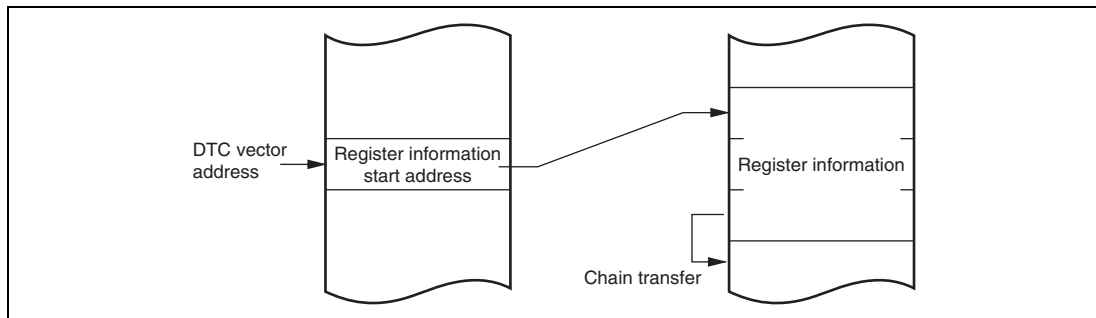 DTC vector
address
Register information
start address
Register information
Chain transfer